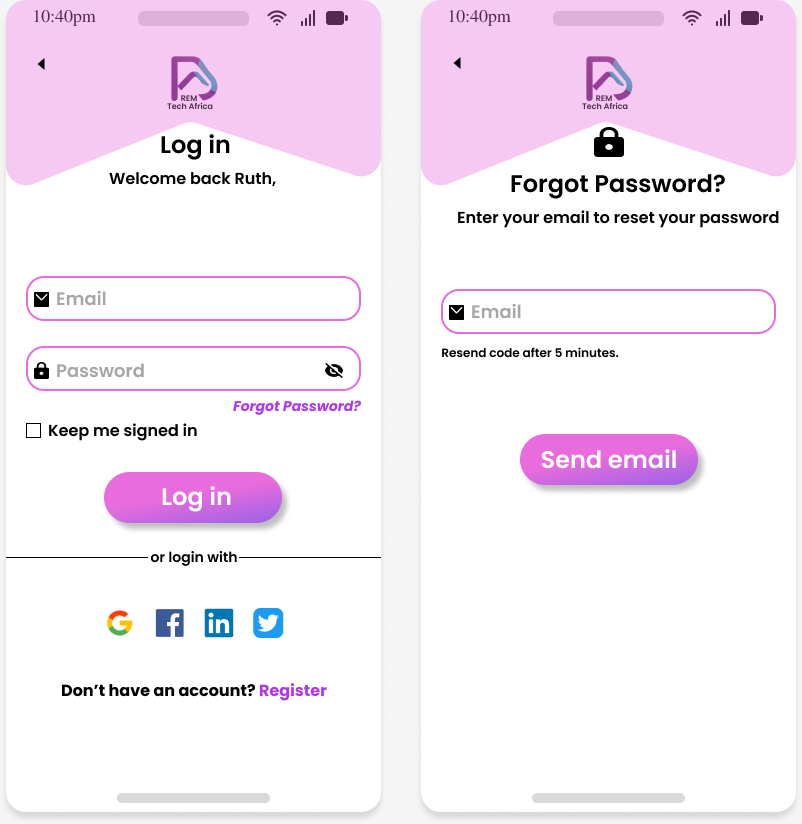 10:40pm
REM
Tech Africa
Log in
Welcome back Ruth,
Email
Password
Forgot Password?
Keep me signed in
Log in
or login with
Don’t have an account? Register
10:40pm
REM
Tech Africa
Forgot Password?
Enter your email to reset your password
Email
Resend code after 5 minutes.
Send email